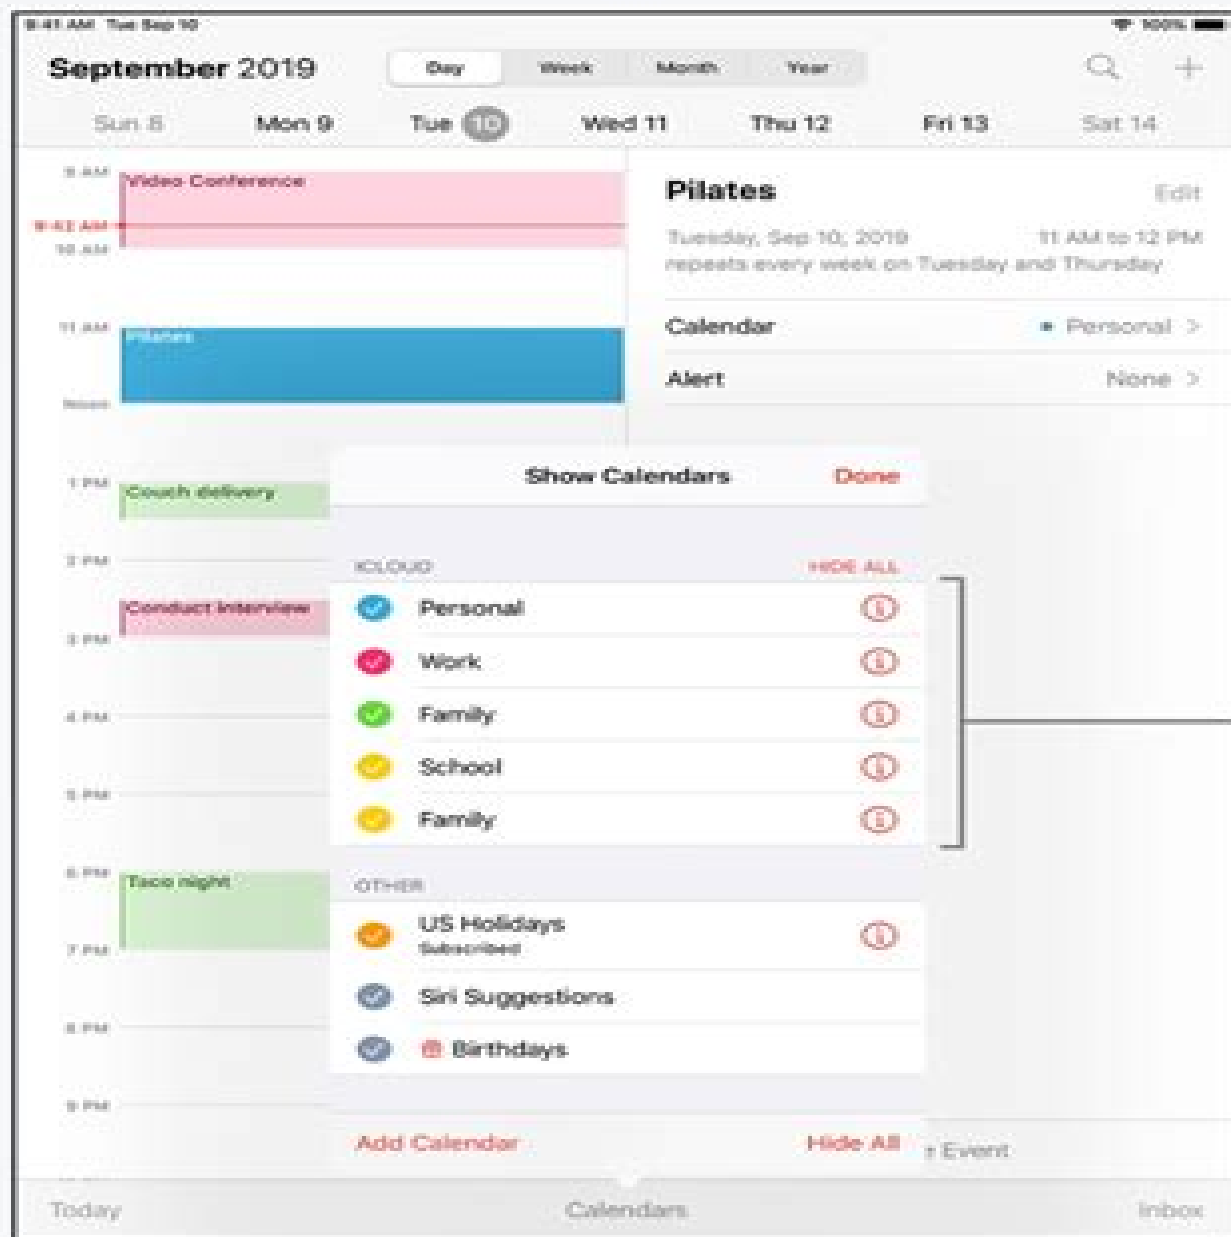 9:41 AM Tue Sep 10
100%
September 2019
Day Week Month Year
Sun 8 Mon 9 Tue 10 Wed 11 Thu 12 Fri 13 Sat 14
9 AM
Video Conference
9:42 AM
10 AM
11 AM
Pilates
Noon
1 PM
Couch delivery
2 PM
Conduct interview
3 PM
4 PM
5 PM
6 PM
Taco night
7 PM
8 PM
9 PM
Pilates
Edit
Tuesday, Sep 10, 2019 11 AM to 12 PM
repeats every week on Tuesday and Thursday
Calendar Personal >
Alert None >
Show Calendars Done
ICLOUD HIDE ALL
Personal
Work
Family
School
Family
OTHER
US Holidays
Subscribed
Siri Suggestions
Birthdays
Add Calendar Hide All
Event
Today Calendars Inbox